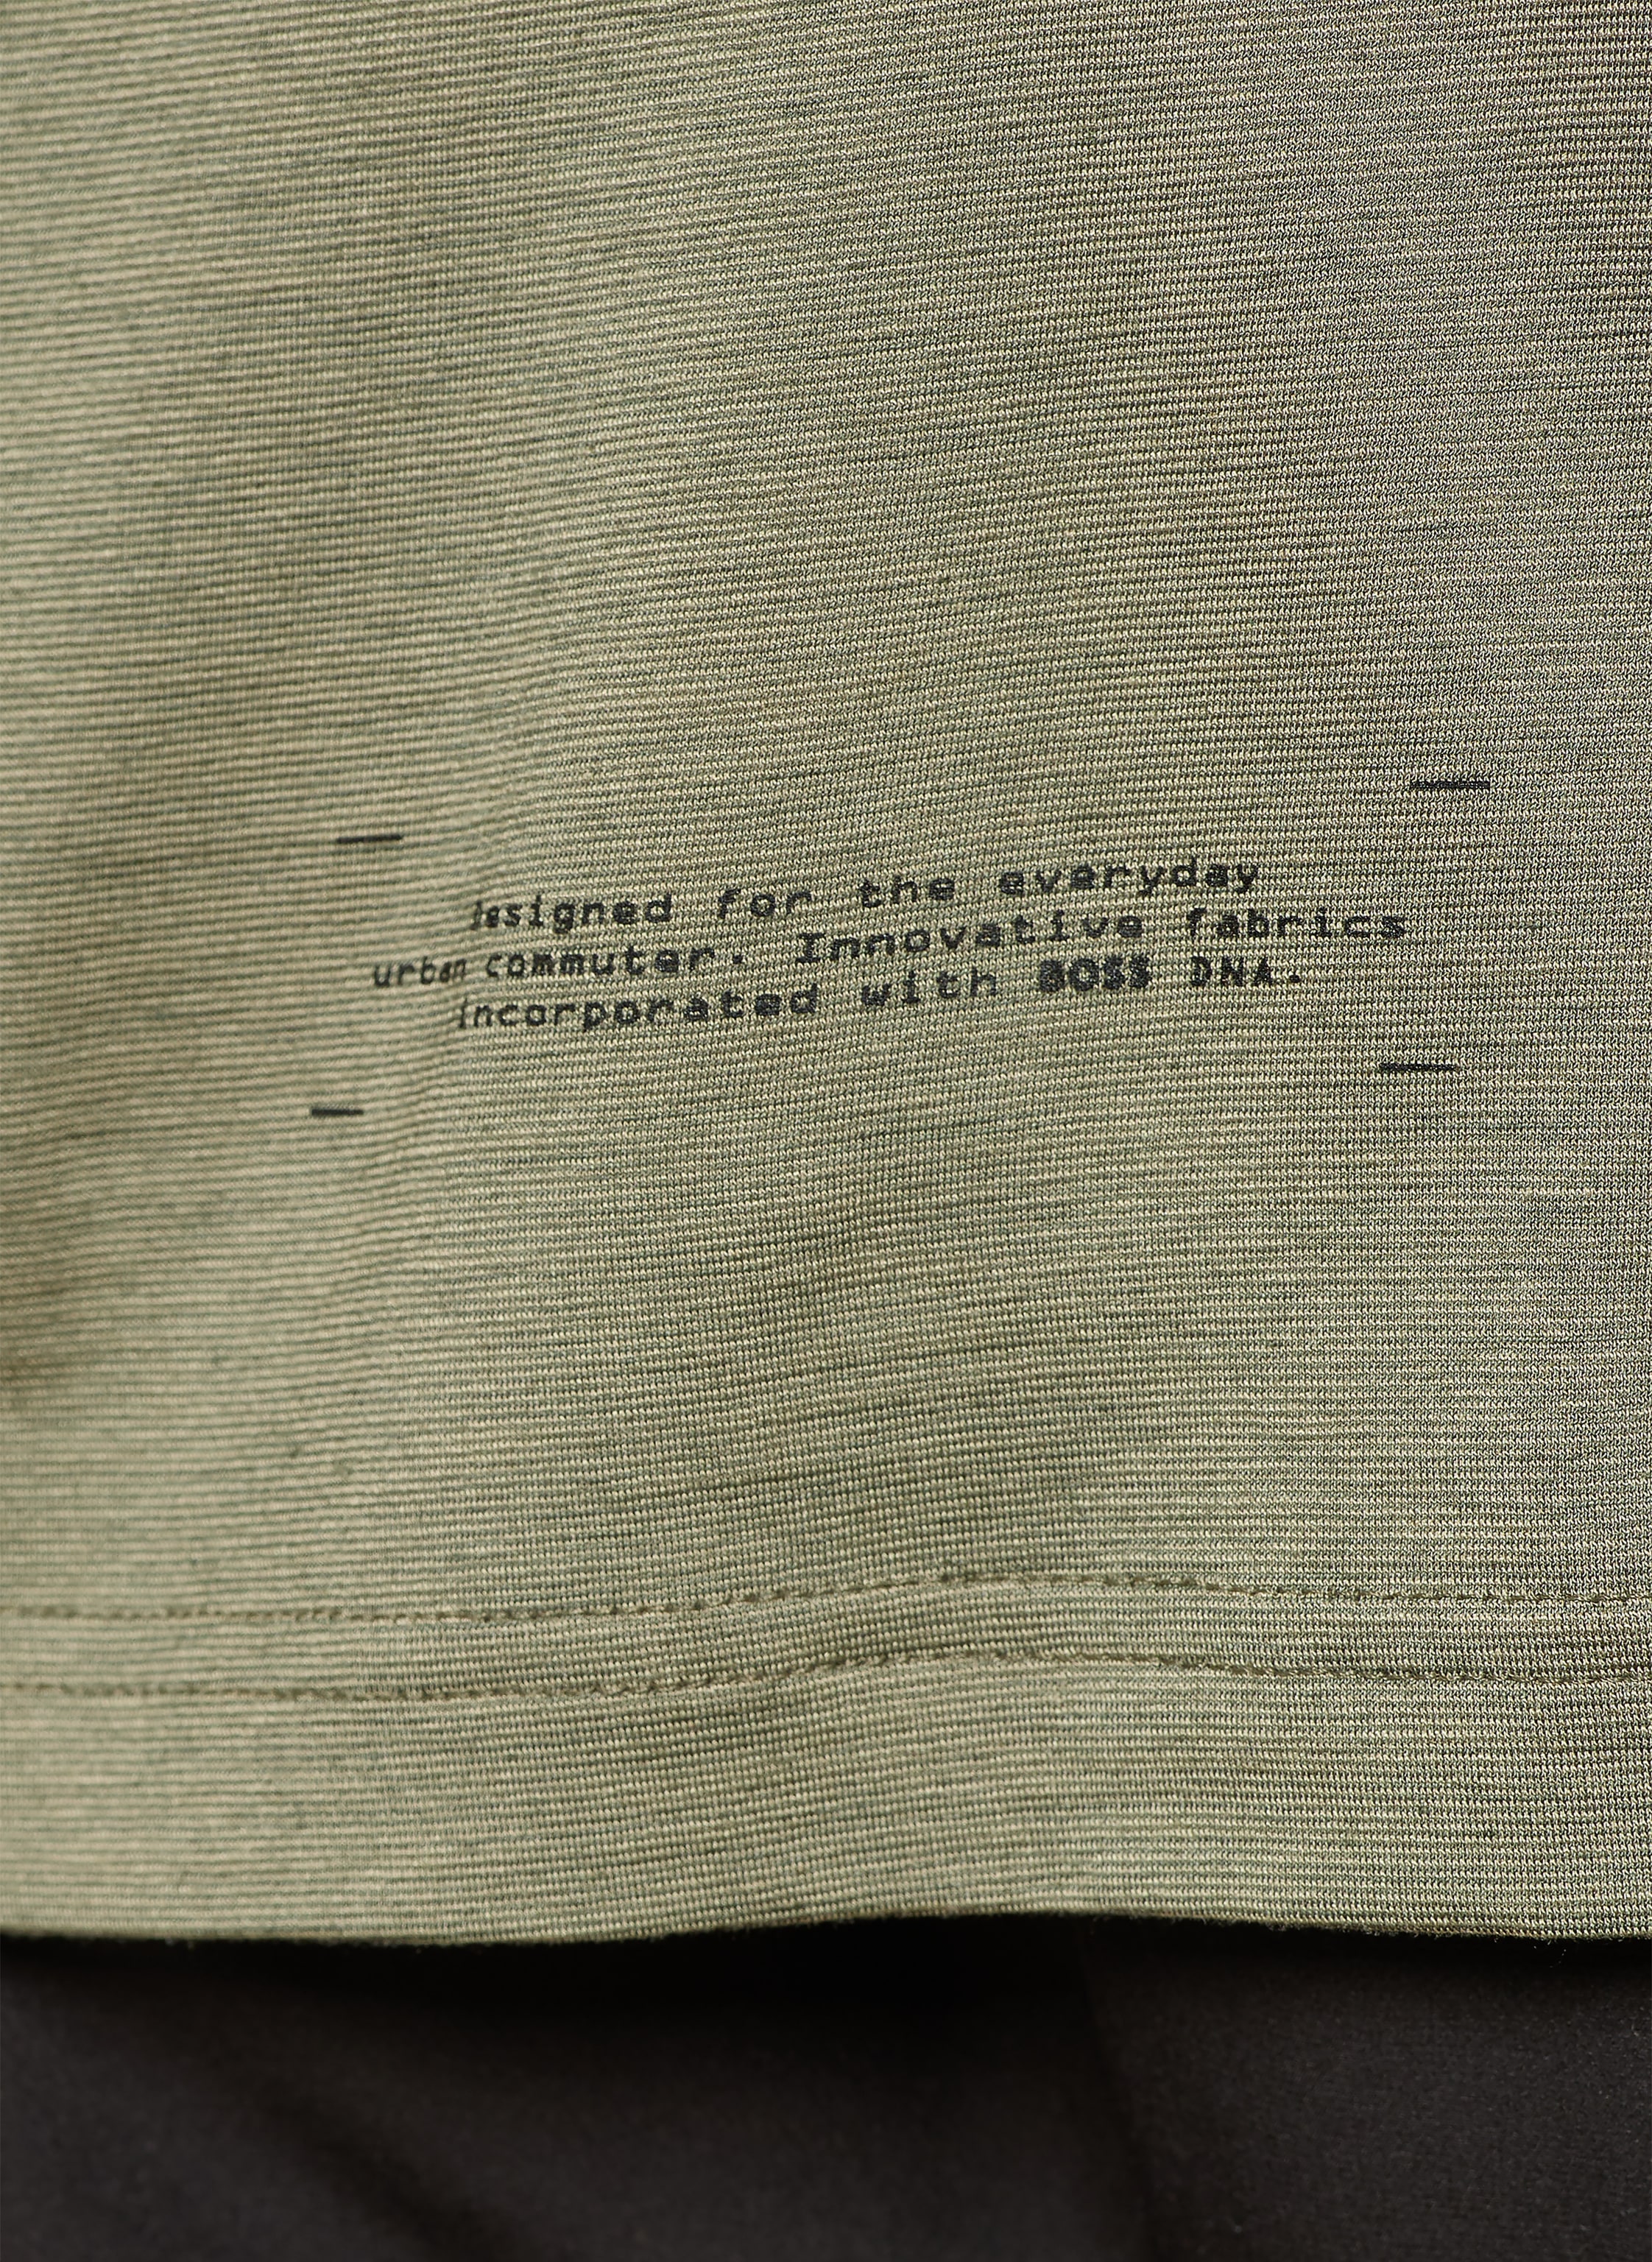 designed for the everyday
urban commuter. Innovative fabrics
incorporated with BOSS DNA.